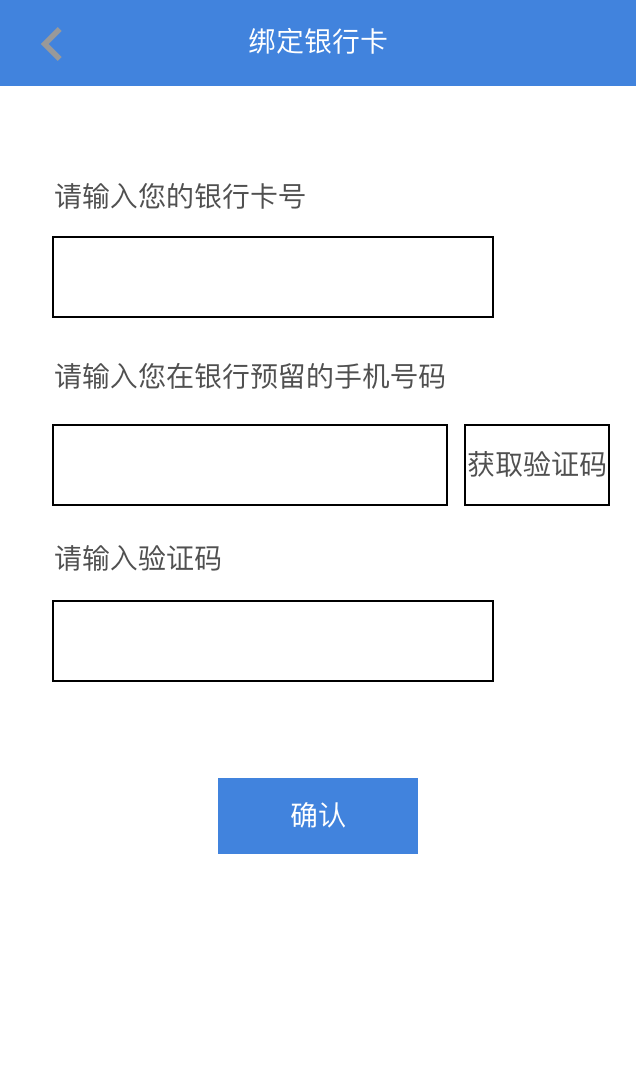 绑定银行卡
请输入您的银行卡号
请输入您在银行预留的手机号码
获取验证码
请输入验证码
确认